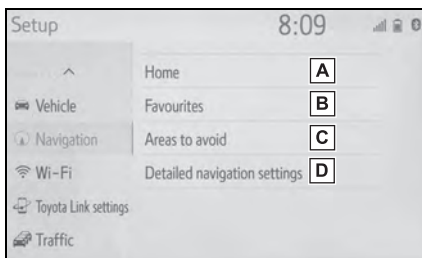 Setup 8:09
Home A
Vehicle Favourites B
Navigation Areas to avoid C
Wi-Fi Detailed navigation settings D
Toyota Link settings
Traffic